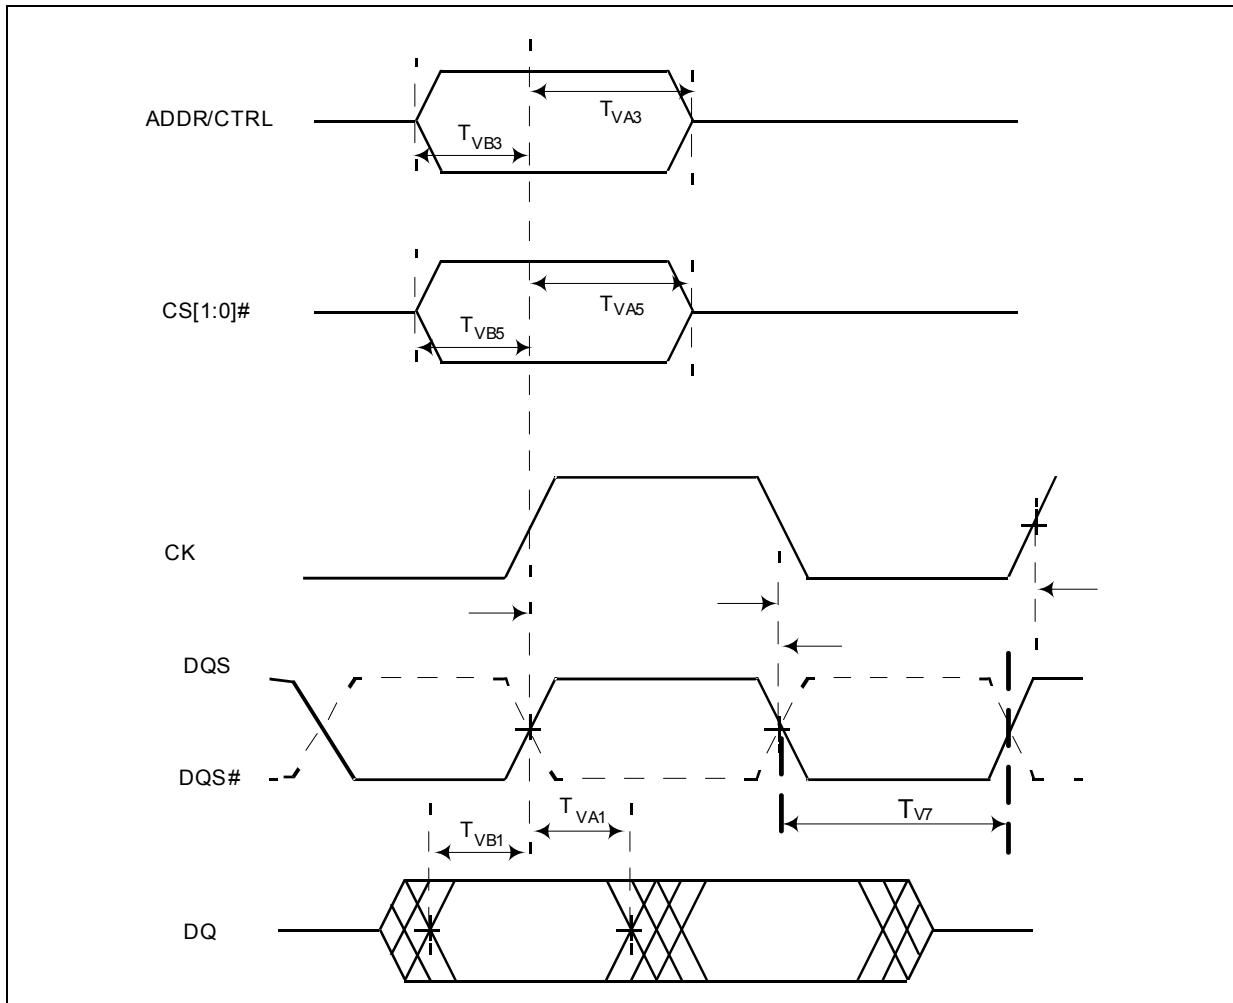 ADDR/CTRL
TVA3
TVB3
CS[1:0]#
TVA5
TVB5
CK
DQS
DQS#
TVA1
TVB1
TV7
DQ